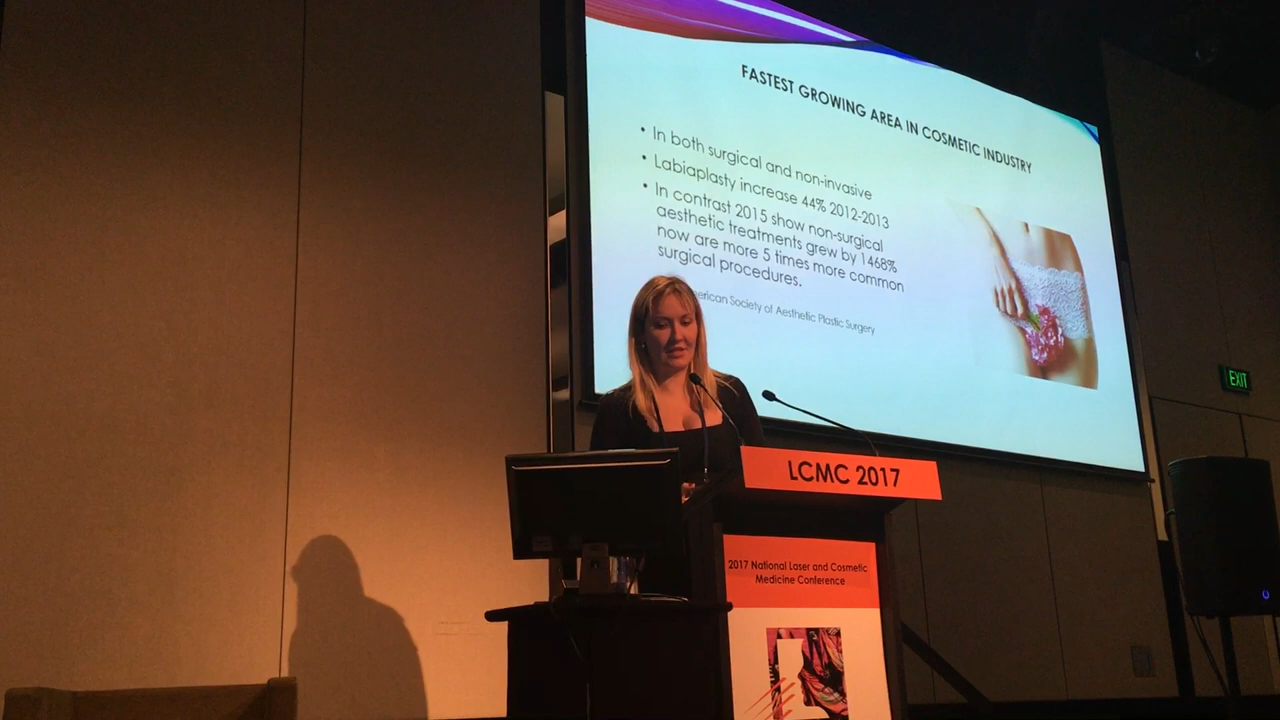 FASTEST GROWING AREA IN COSMETIC INDUSTRY
• In both surgical and non-invasive
• Labiaplasty increase 44% 2012-2013
• In contrast 2015 show non-surgical
aesthetic treatments grew by 1468%
now are more 5 times more common
surgical procedures.
erican Society of Aesthetic Plastic Surgery
EXIT
LCMC 2017
2017 National Laser and Cosmetic
Medicine Conference